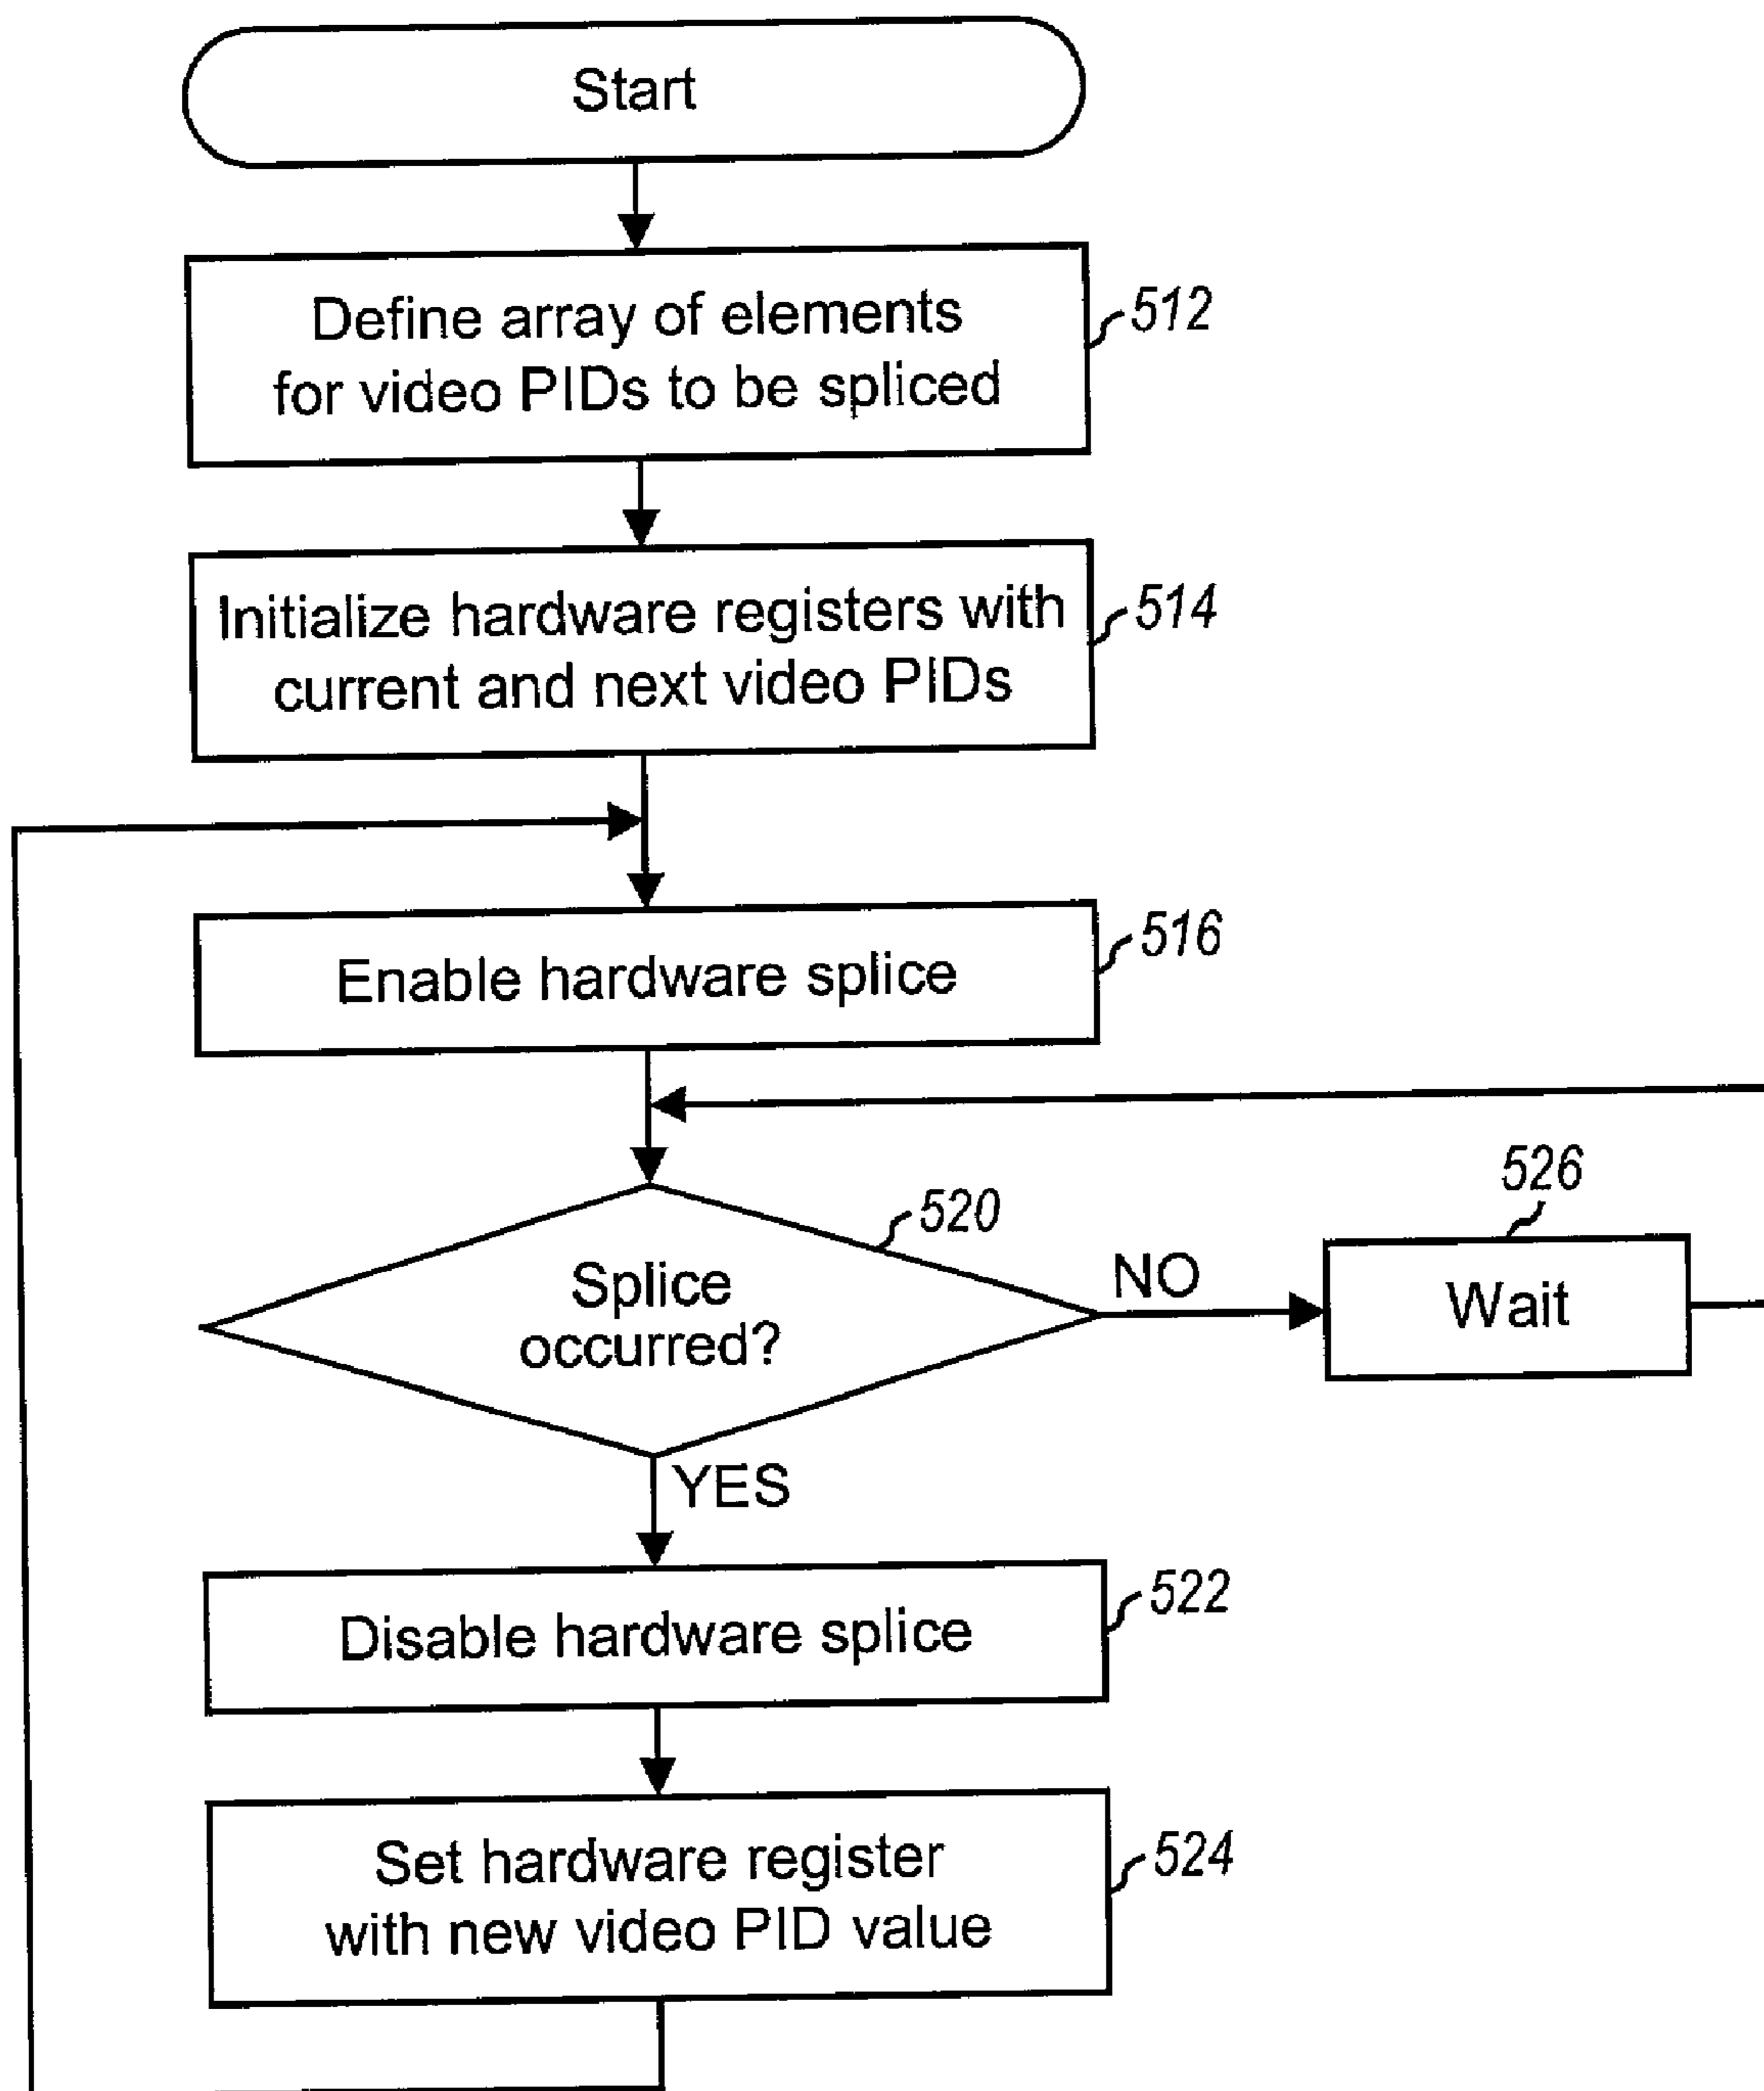 Start
Define array of elements
for video PIDs to be spliced
512
Initialize hardware registers with
current and next video PIDs
514
Enable hardware splice
516
520
Splice
occurred?
NO
526
Wait
YES
Disable hardware splice
522
Set hardware register
with new video PID value
524